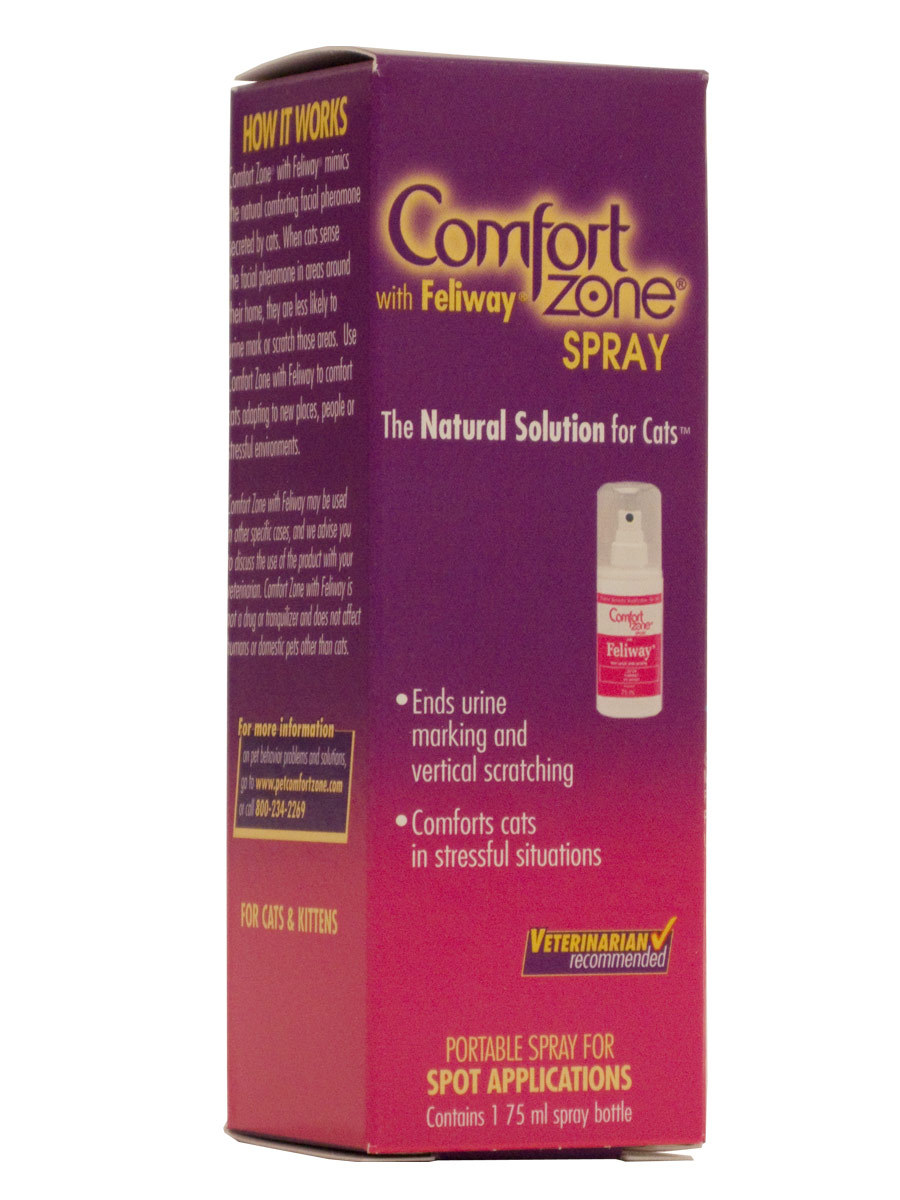 HOW IT WORKS
Comfort Zone® with Feliway® mimics
the natural comforting facial pheromone
secreted by cats. When cats sense
the facial pheromone in areas around
their home, they are less likely to
urine mark or scratch those areas. Use
Comfort Zone with Feliway to comfort
cats adapting to new places, people or
stressful environments.
Comfort Zone with Feliway may be used
in other specific cases, and we advise you
to discuss the use of the product with your
veterinarian. Comfort Zone with Feliway is
not a drug or tranquilizer and does not affect
humans or domestic pets other than cats.
For more information
on pet behavior problems and solutions,
go to www.petcomfortzone.com
or call 800-234-2269
FOR CATS & KITTENS
Comfort
zone®
with Feliway®
SPRAY
The Natural Solution for Cats™
Comfort
Zone™
Feliway®
• Ends urine
marking and
vertical scratching
• Comforts cats
in stressful situations
VETERINARIAN
recommended
PORTABLE SPRAY FOR
SPOT APPLICATIONS
Contains 1 75 ml spray bottle